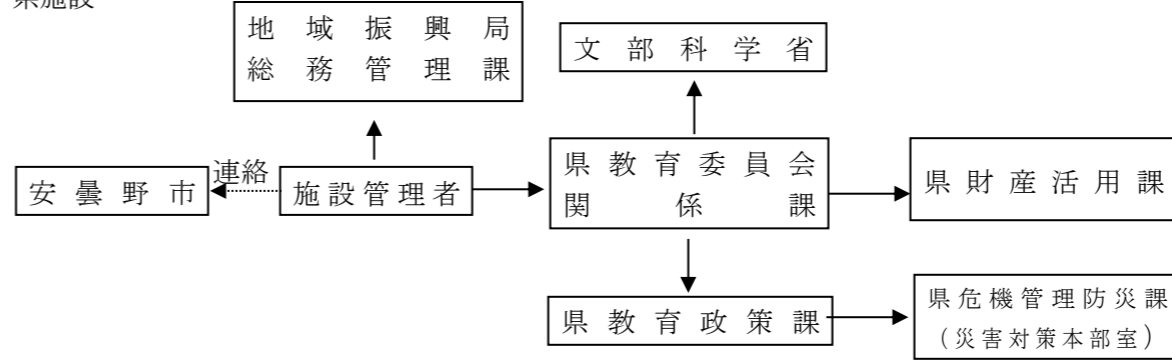 県施設
地域振興局
総務管理課
文部科学省
連絡
安曇野市
施設管理者
県教育委員会
関係課
県財産活用課
県教育政策課
県危機管理防災課
（災害対策本部室）